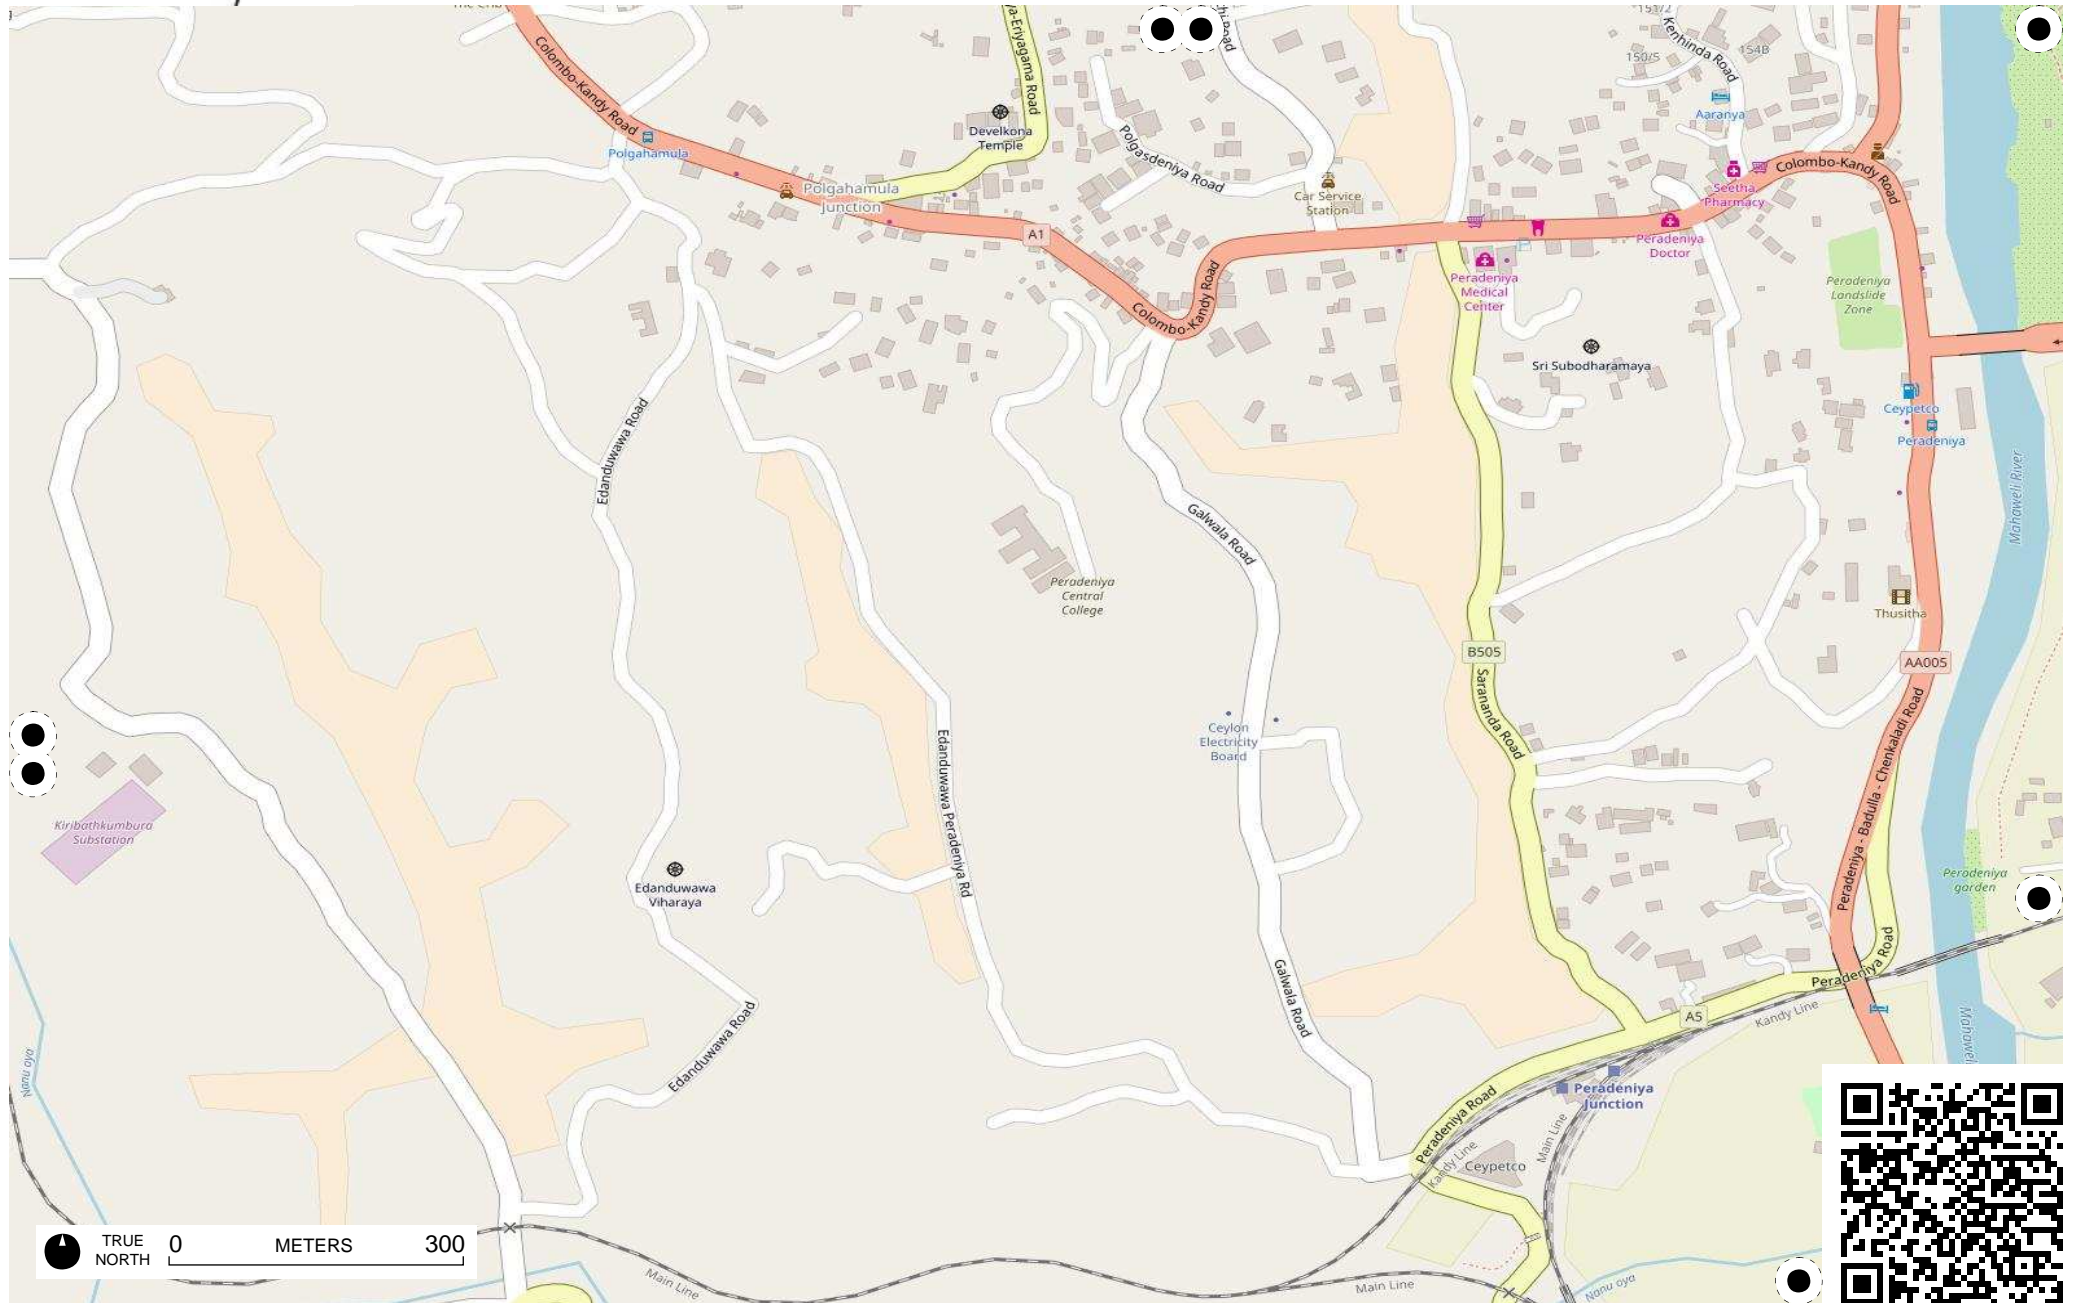 Colombo-Kandy Road
Kenhinda Road
150/5
154B
Aaranya
Develkona
Temple
Polgahamula
Polgasdeniya Road
Polgahamula
Junction
Car Service
Station
Seetha
Pharmacy
Colombo-Kandy Road
A1
Peradeniya
Doctor
Peradeniya
Medical
Center
Colombo-Kandy Road
Peradeniya
Landslide
Zone
Sri Subodharamaya
Ceypetco
Peradeniya
Edanduwawa Road
Mahaweli River
Galwala Road
Peradeniya
Central
College
Thusitha
B505
AA005
Sarananda Road
Ceylon
Electricity
Board
Edanduwawa Peradeniya Rd
Peradeniya - Badulla - Chenkaladi Road
Kiribathkumbura
Substation
Edanduwawa
Viharaya
Peradeniya
garden
Galwala Road
Peradeniya Road
A5
Kandy Line
Edanduwawa Road
Nanu oya
Peradeniya
Junction
Peradeniya Road
Kandy Line
Main Line
Ceypetco
TRUE
NORTH
0 METERS 300
Main Line
Main Line
Nanu oya